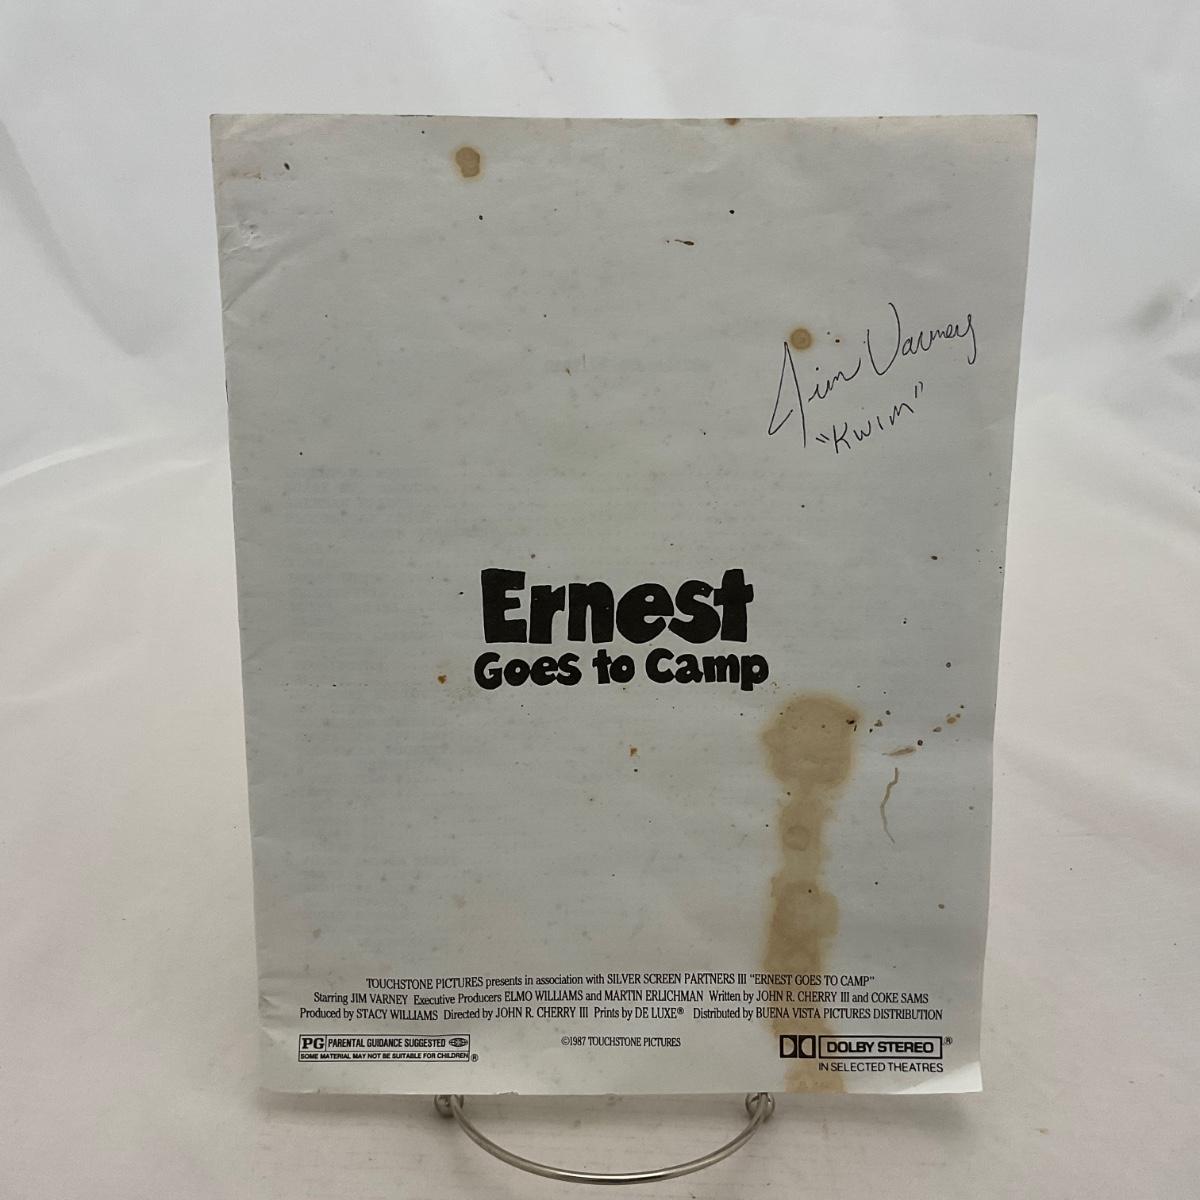 Jim Varney
"KWIM"
Ernest
Goes to Camp
TOUCHSTONE PICTURES presents in association with SILVER SCREEN PARTNERS III "ERNEST GOES TO CAMP"
Starring JIM VARNEY Executive Producers ELMO WILLIAMS and MARTIN ERLICHMAN Written by JOHN R. CHERRY III and COKE SAMS
Produced by STACY WILLIAMS Directed by JOHN R. CHERRY III Prints by DE LUXE® Distributed by BUENA VISTA PICTURES DISTRIBUTION
PG PARENTAL GUIDANCE SUGGESTED
SOME MATERIAL MAY NOT BE SUITABLE FOR CHILDREN ®
©1987 TOUCHSTONE PICTURES
DOLBY STEREO ®
IN SELECTED THEATRES